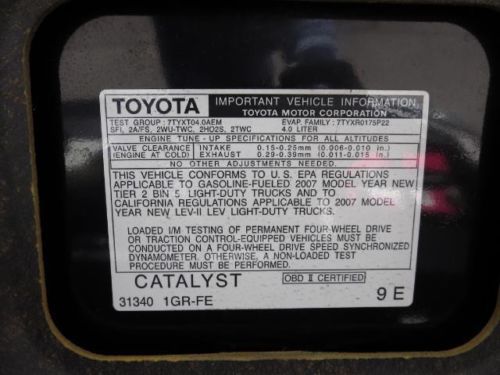 TOYOTA IMPORTANT VEHICLE INFORMATION
TOYOTA MOTOR CORPORATION
TEST GROUP : 7TYXT04.0AEM EVAP. FAMILY : 7TYXR0175P22
SFI, 2A/FS, 2WU-TWC, 2HO2S, 2TWC 4.0 LITER
ENGINE TUNE - UP SPECIFICATIONS FOR ALL ALTITUDES
VALVE CLEARANCE INTAKE 0.15-0.25mm (0.006-0.010 in.)
(ENGINE AT COLD) EXHAUST 0.29-0.39mm (0.011-0.015 in.)
NO OTHER ADJUSTMENTS NEEDED.
THIS VEHICLE CONFORMS TO U.S. EPA REGULATIONS
APPLICABLE TO GASOLINE-FUELED 2007 MODEL YEAR NEW
TIER 2 BIN 5, LIGHT-DUTY TRUCKS AND TO
CALIFORNIA REGULATIONS APPLICABLE TO 2007 MODEL
YEAR NEW LEV-II LEV LIGHT-DUTY TRUCKS.
LOADED I/M TESTING OF PERMANENT FOUR-WHEEL DRIVE
OR TRACTION CONTROL-EQUIPPED VEHICLES MUST BE
CONDUCTED ON A FOUR-WHEEL DRIVE SPEED SYNCHRONIZED
DYNAMOMETER. OTHERWISE, A NON-LOADED TEST
PROCEDURE MUST BE PERFORMED.
CATALYST OBD II CERTIFIED
31340 1GR-FE 9 E